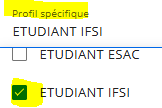 Profil spécifique
ETUDIANT IFSI
ETUDIANT ESAC
ETUDIANT IFSI